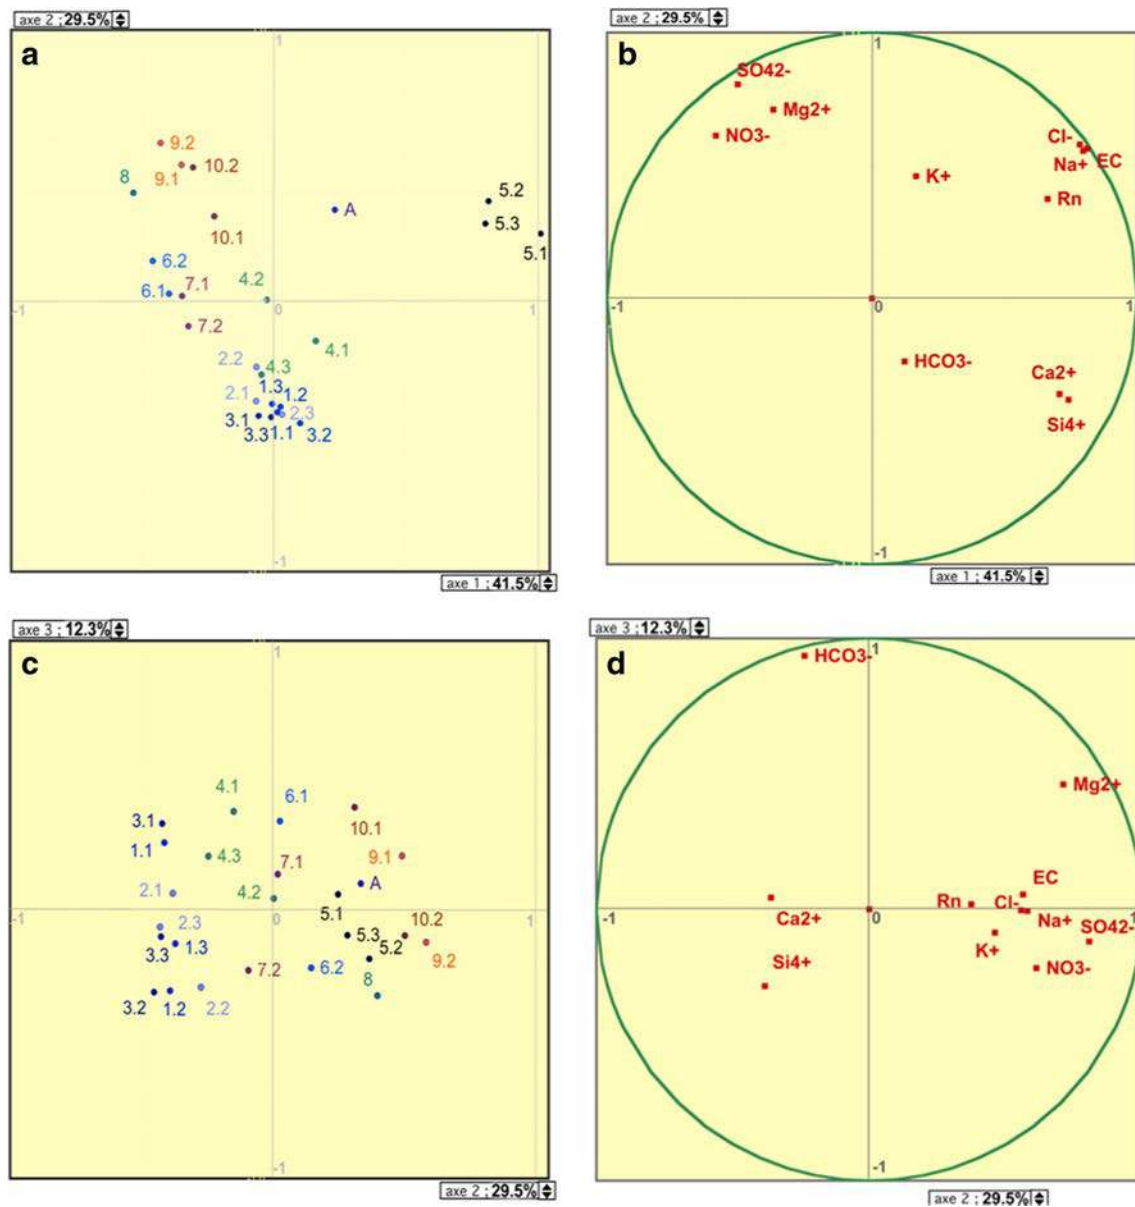 axe 2 ; 29.5%
a
1
9.2
10.2
8
9.1
5.2
A
5.3
10.1
5.1
6.2
4.2
7.1
6.1
-1
0
1
7.2
4.1
2.2
4.3
1.3
1.2
2.1
2.3
3.1
3.3
1.1
3.2
-1
axe 1 ; 41.5%
axe 2 ; 29.5%
b
1
SO42-
Mg2+
NO3-
Cl-
Na+
EC
K+
Rn
-1
0
1
HCO3-
Ca2+
Si4+
-1
axe 1 ; 41.5%
axe 3 ; 12.3%
c
1
4.1
6.1
3.1
10.1
1.1
4.3
7.1
9.1
2.1
4.2
A
-1
0
1
5.1
10.2
2.3
5.3
3.3
1.3
5.2
9.2
7.2
6.2
8
3.2
1.2
2.2
-1
axe 2 ; 29.5%
axe 3 ; 12.3%
d
HCO3-
1
Mg2+
EC
Rn
Cl-
-1
0
1
Ca2+
Na+
SO42-
K+
Si4+
NO3-
-1
axe 2 ; 29.5%